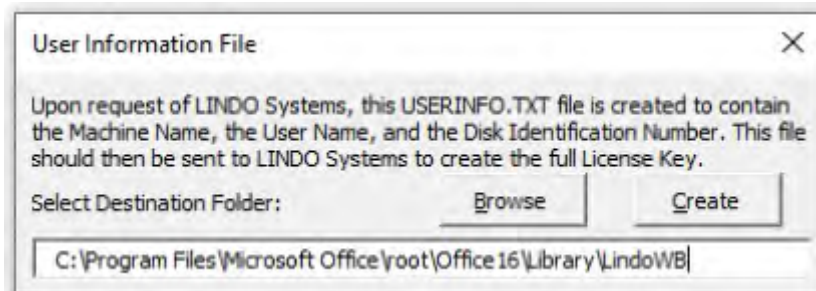 User Information File
Upon request of LINDO Systems, this USERINFO.TXT file is created to contain
the Machine Name, the User Name, and the Disk Identification Number. This file
should then be sent to LINDO Systems to create the full License Key.
Select Destination Folder: Browse Create
C:\Program Files\Microsoft Office\root\Office16\Library\LindoWB